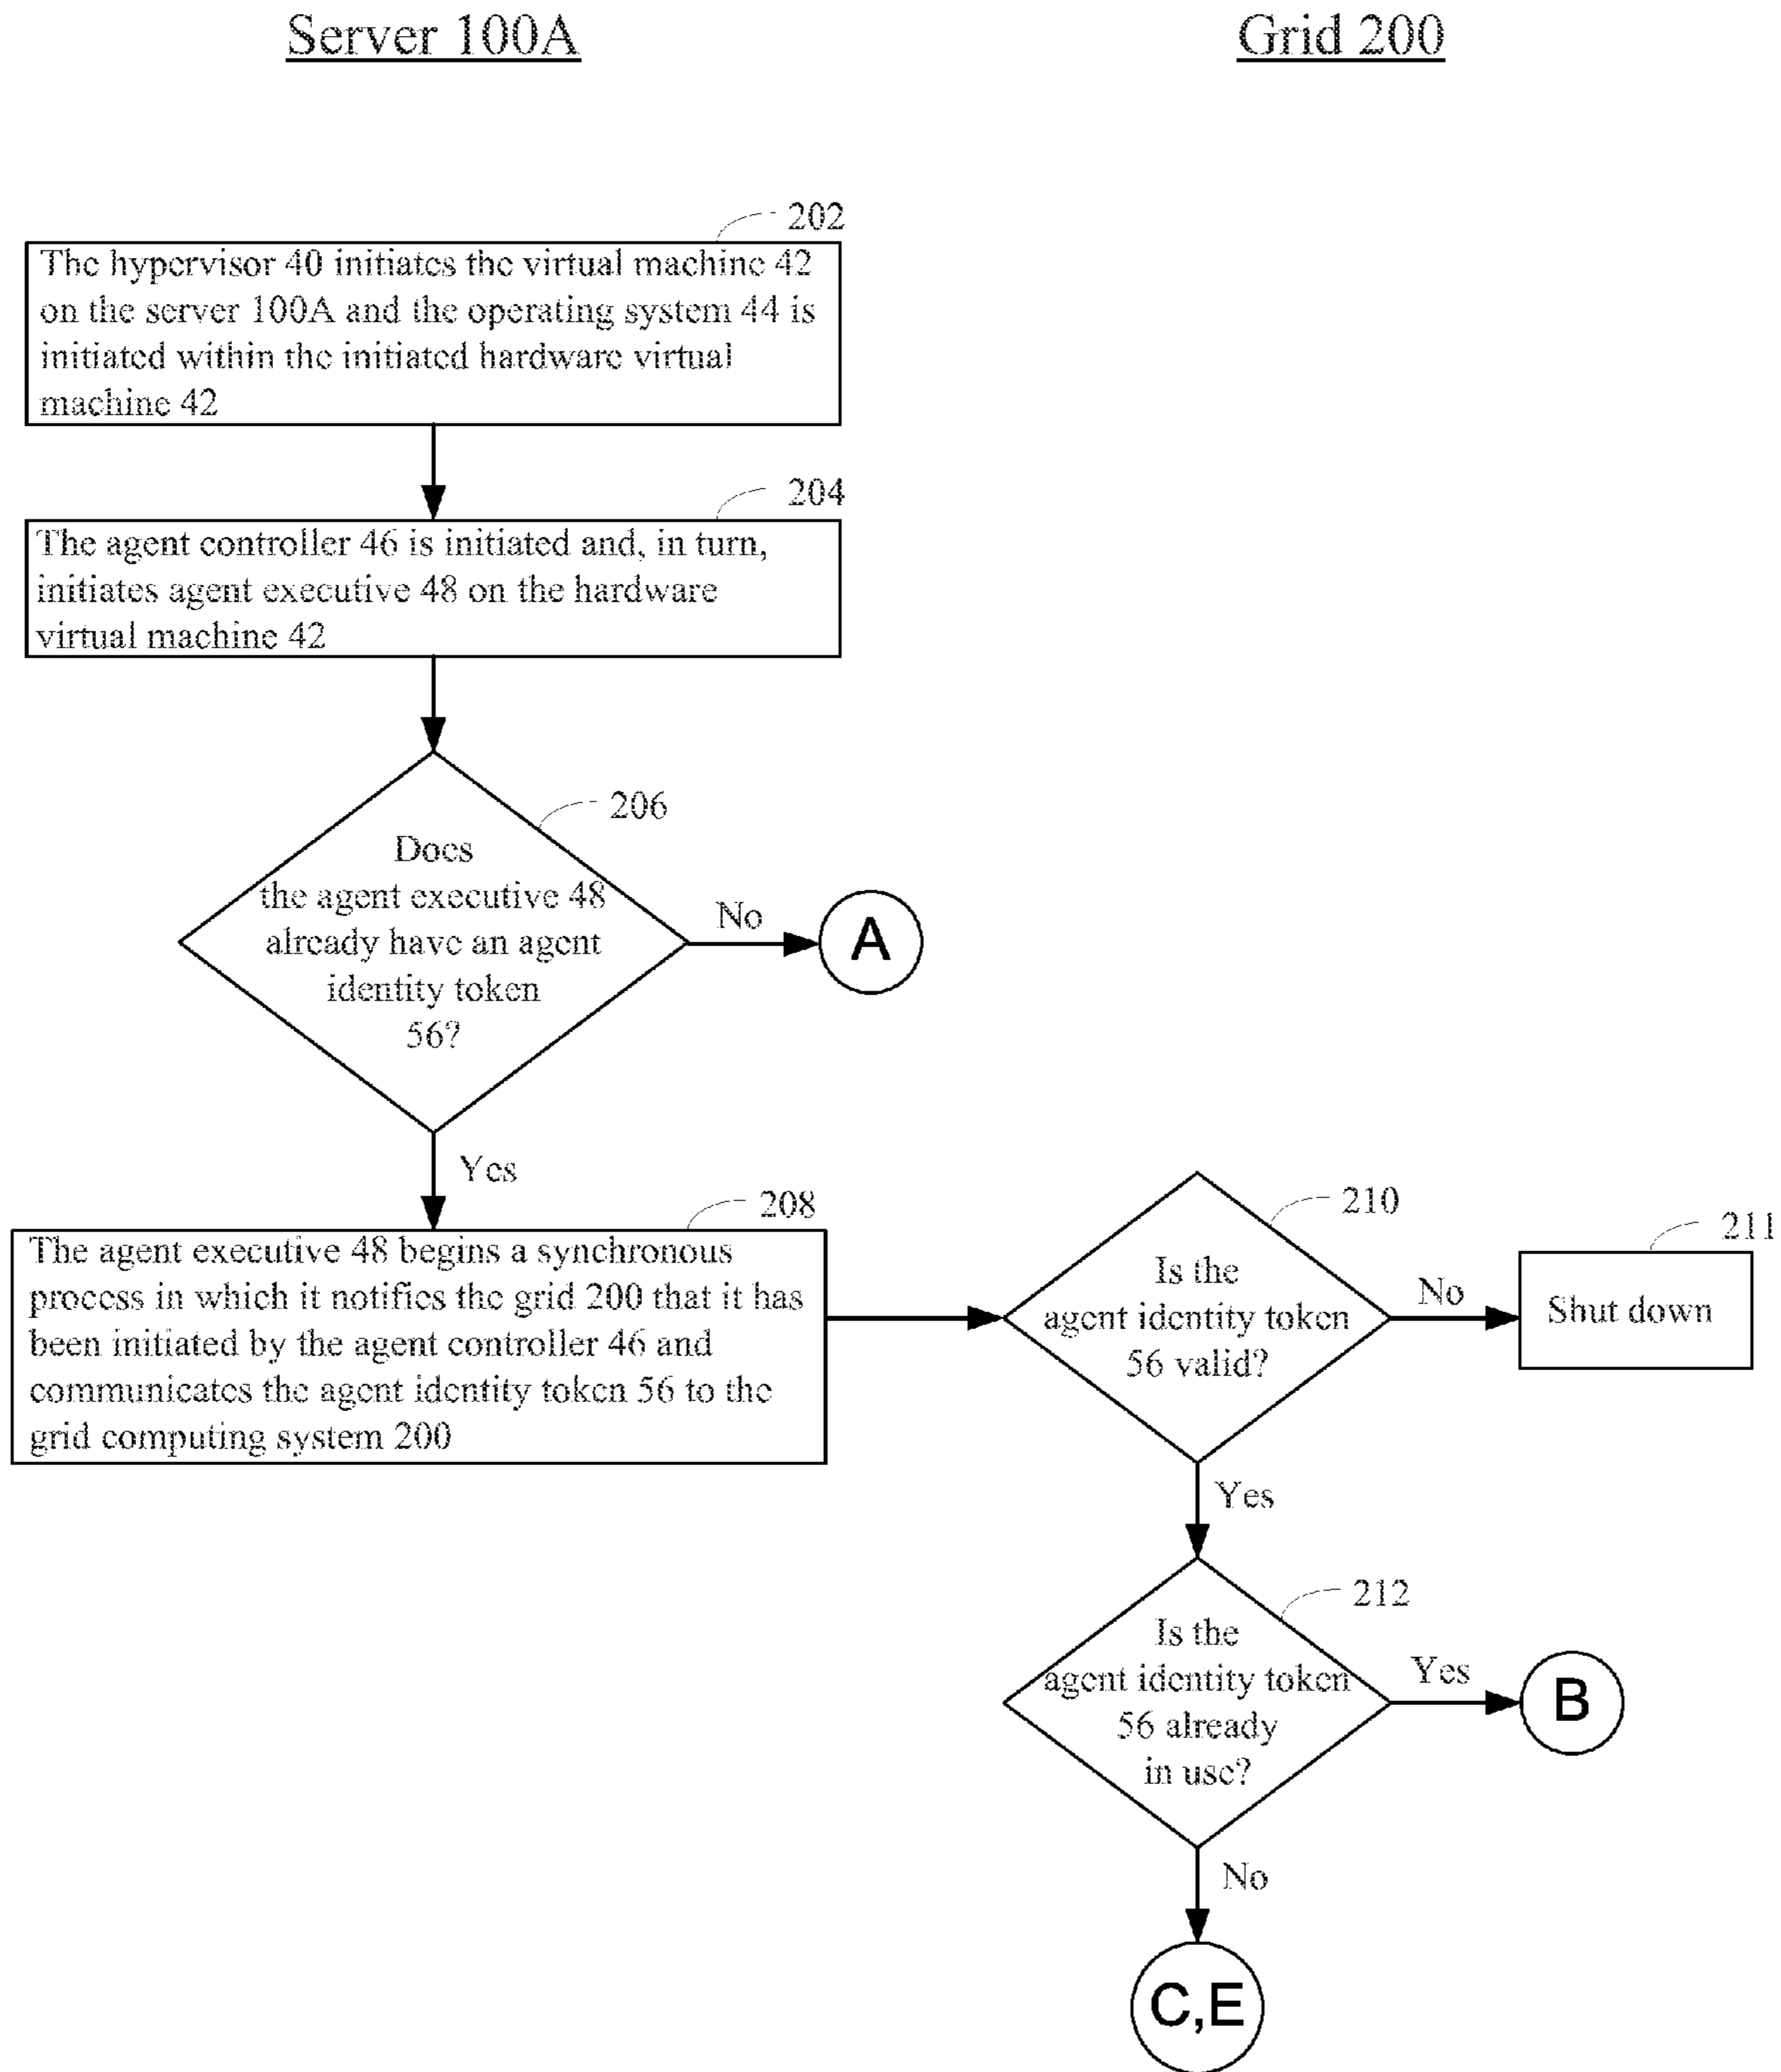 Server 100A
Grid 200
202
The hypervisor 40 initiates the virtual machine 42
on the server 100A and the operating system 44 is
initiated within the initiated hardware virtual
machine 42
204
The agent controller 46 is initiated and, in turn,
initiates agent executive 48 on the hardware
virtual machine 42
206
Does
the agent executive 48
already have an agent
identity token
56?
No
A
Yes
208
The agent executive 48 begins a synchronous
process in which it notifies the grid 200 that it has
been initiated by the agent controller 46 and
communicates the agent identity token 56 to the
grid computing system 200
210
Is the
agent identity token
56 valid?
No
211
Shut down
Yes
212
Is the
agent identity token
56 already
in use?
Yes
B
No
C,E